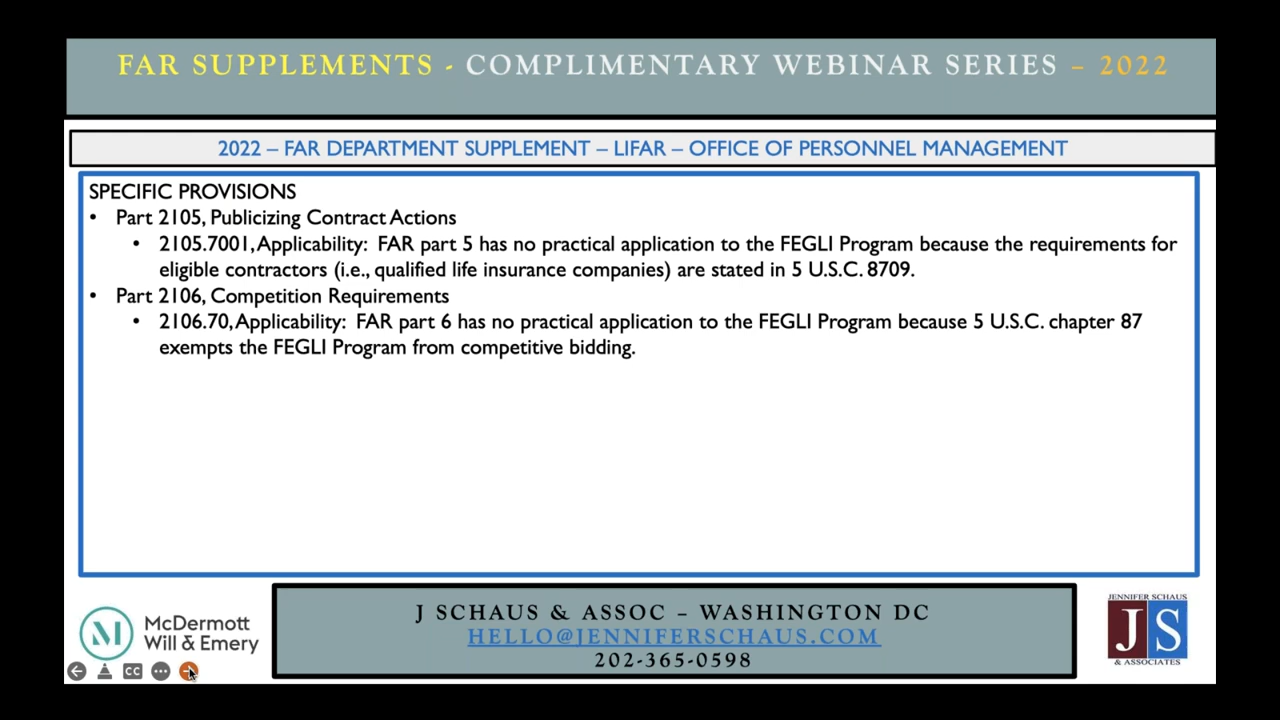 FAR SUPPLEMENTS - COMPLIMENTARY WEBINAR SERIES – 2022
2022 – FAR DEPARTMENT SUPPLEMENT – LIFAR – OFFICE OF PERSONNEL MANAGEMENT
SPECIFIC PROVISIONS
• Part 2105, Publicizing Contract Actions
• 2105.7001, Applicability: FAR part 5 has no practical application to the FEGLI Program because the requirements for
eligible contractors (i.e., qualified life insurance companies) are stated in 5 U.S.C. 8709.
• Part 2106, Competition Requirements
• 2106.70, Applicability: FAR part 6 has no practical application to the FEGLI Program because 5 U.S.C. chapter 87
exempts the FEGLI Program from competitive bidding.
M
McDermott
Will & Emery
CC
J SCHAUS & ASSOC – WASHINGTON DC
HELLO@JENNIFERSCHAUS.COM
202-365-0598
JENNIFER SCHAUS
JS
& ASSOCIATES